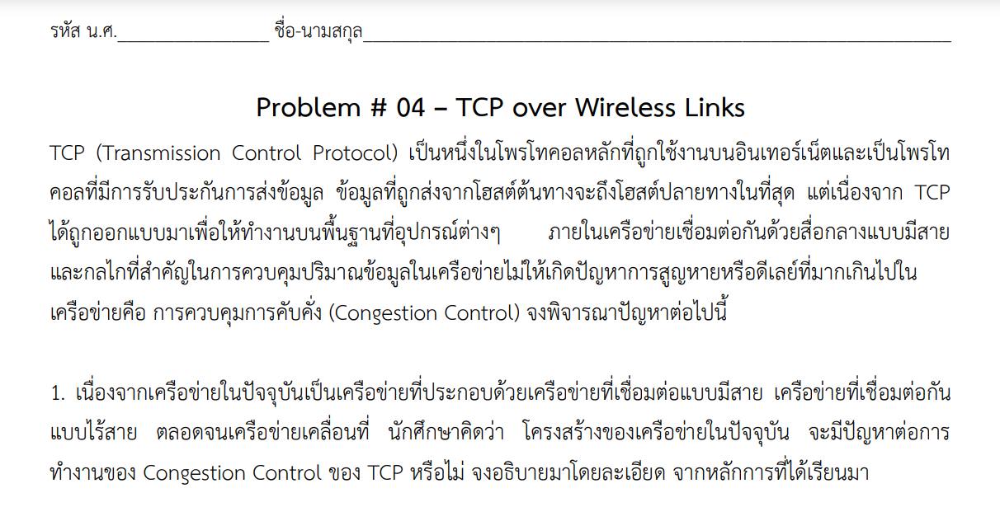 รหัส น.ศ.________________ ชื่อ-นามสกุล______________________________________________________________
Problem # 04 – TCP over Wireless Links
TCP (Transmission Control Protocol) เป็นหนึ่งในโพรโทคอลหลักที่ถูกใช้งานบนอินเทอร์เน็ตและเป็นโพรโท
คอลที่มีการรับประกันการส่งข้อมูล ข้อมูลที่ถูกส่งจากโฮสต์ต้นทางจะถึงโฮสต์ปลายทางในที่สุด แต่เนื่องจาก TCP
ได้ถูกออกแบบมาเพื่อให้ทำงานบนพื้นฐานที่อุปกรณ์ต่างๆ ภายในเครือข่ายเชื่อมต่อกันด้วยสื่อกลางแบบมีสาย
และกลไกที่สำคัญในการควบคุมปริมาณข้อมูลในเครือข่ายไม่ให้เกิดปัญหาการสูญหายหรือดีเลย์ที่มากเกินไปใน
เครือข่ายคือ การควบคุมการคับคั่ง (Congestion Control) จงพิจารณาปัญหาต่อไปนี้
1. เนื่องจากเครือข่ายในปัจจุบันเป็นเครือข่ายที่ประกอบด้วยเครือข่ายที่เชื่อมต่อแบบมีสาย เครือข่ายที่เชื่อมต่อกัน
แบบไร้สาย ตลอดจนเครือข่ายเคลื่อนที่ นักศึกษาคิดว่า โครงสร้างของเครือข่ายในปัจจุบัน จะมีปัญหาต่อการ
ทำงานของ Congestion Control ของ TCP หรือไม่ จงอธิบายมาโดยละเอียด จากหลักการที่ได้เรียนมา